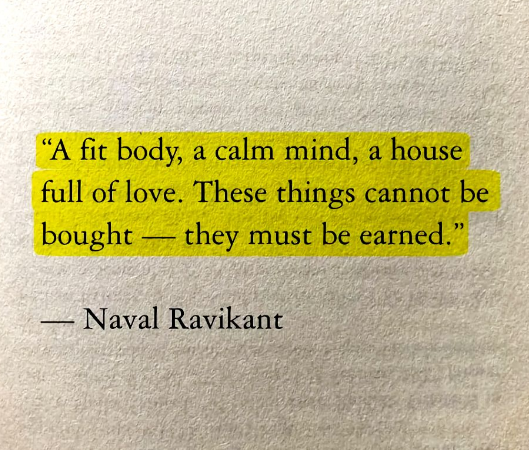 “A fit body, a calm mind, a house
full of love. These things cannot be
bought — they must be earned.”
— Naval Ravikant